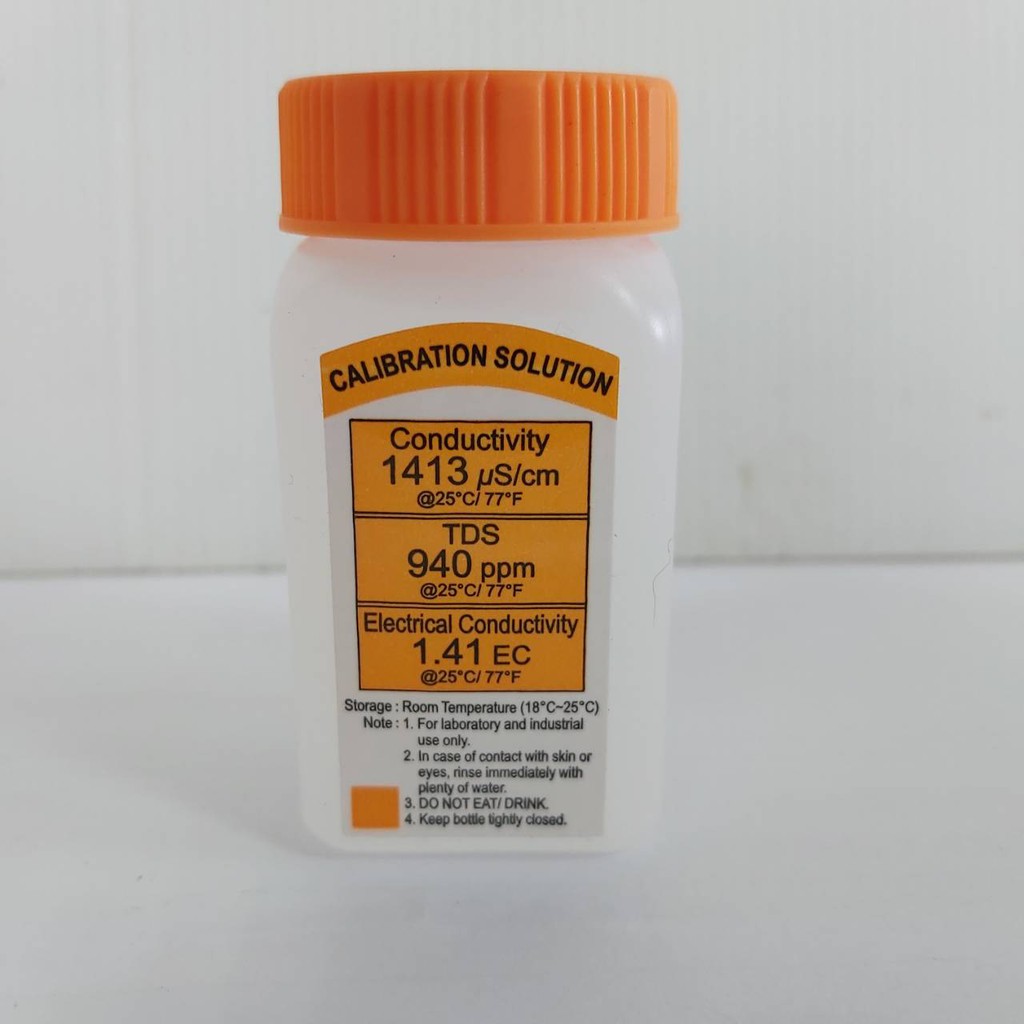 CALIBRATION SOLUTION
Conductivity
1413 µS/cm
@25°C/ 77°F
TDS
940 ppm
@25°C/ 77°F
Electrical Conductivity
1.41 EC
@25°C/ 77°F
Storage : Room Temperature (18°C~25°C)
Note : 1. For laboratory and industrial
use only.
2. In case of contact with skin or
eyes, rinse immediately with
plenty of water.
3. DO NOT EAT/ DRINK.
4. Keep bottle tightly closed.